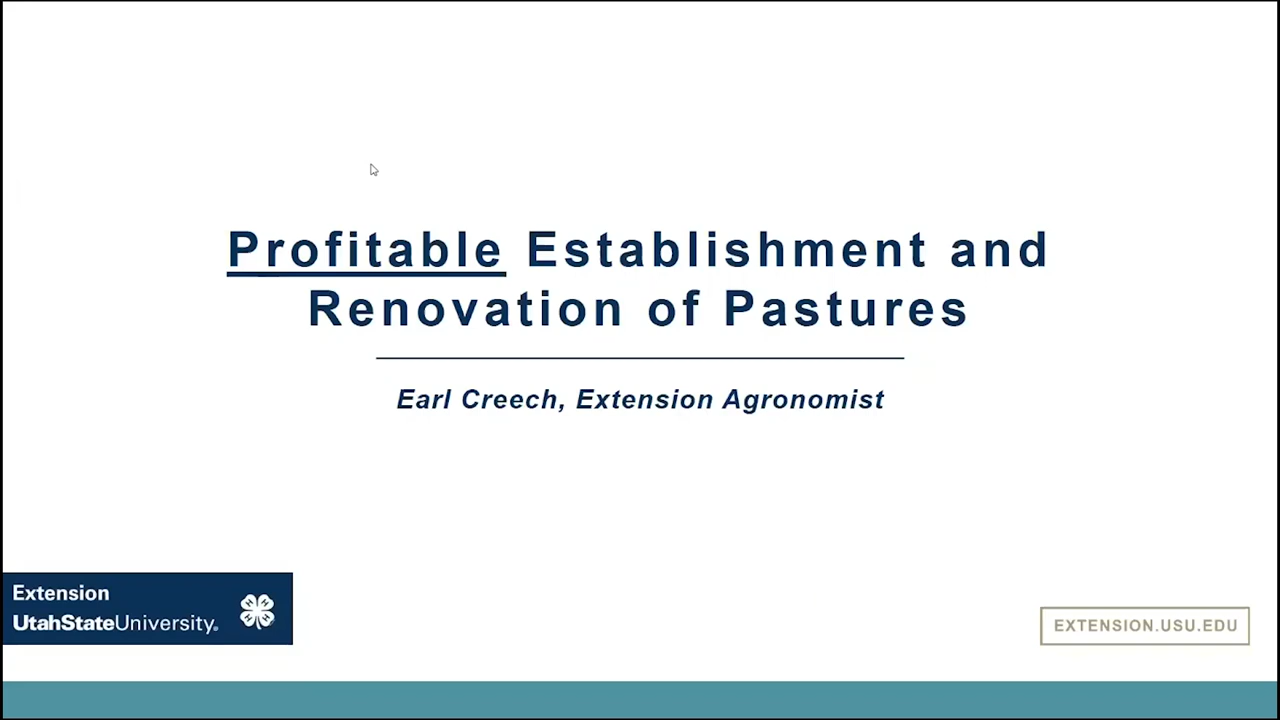 Profitable Establishment and
Renovation of Pastures
Earl Creech, Extension Agronomist
Extension
UtahStateUniversity®
EXTENSION.USU.EDU